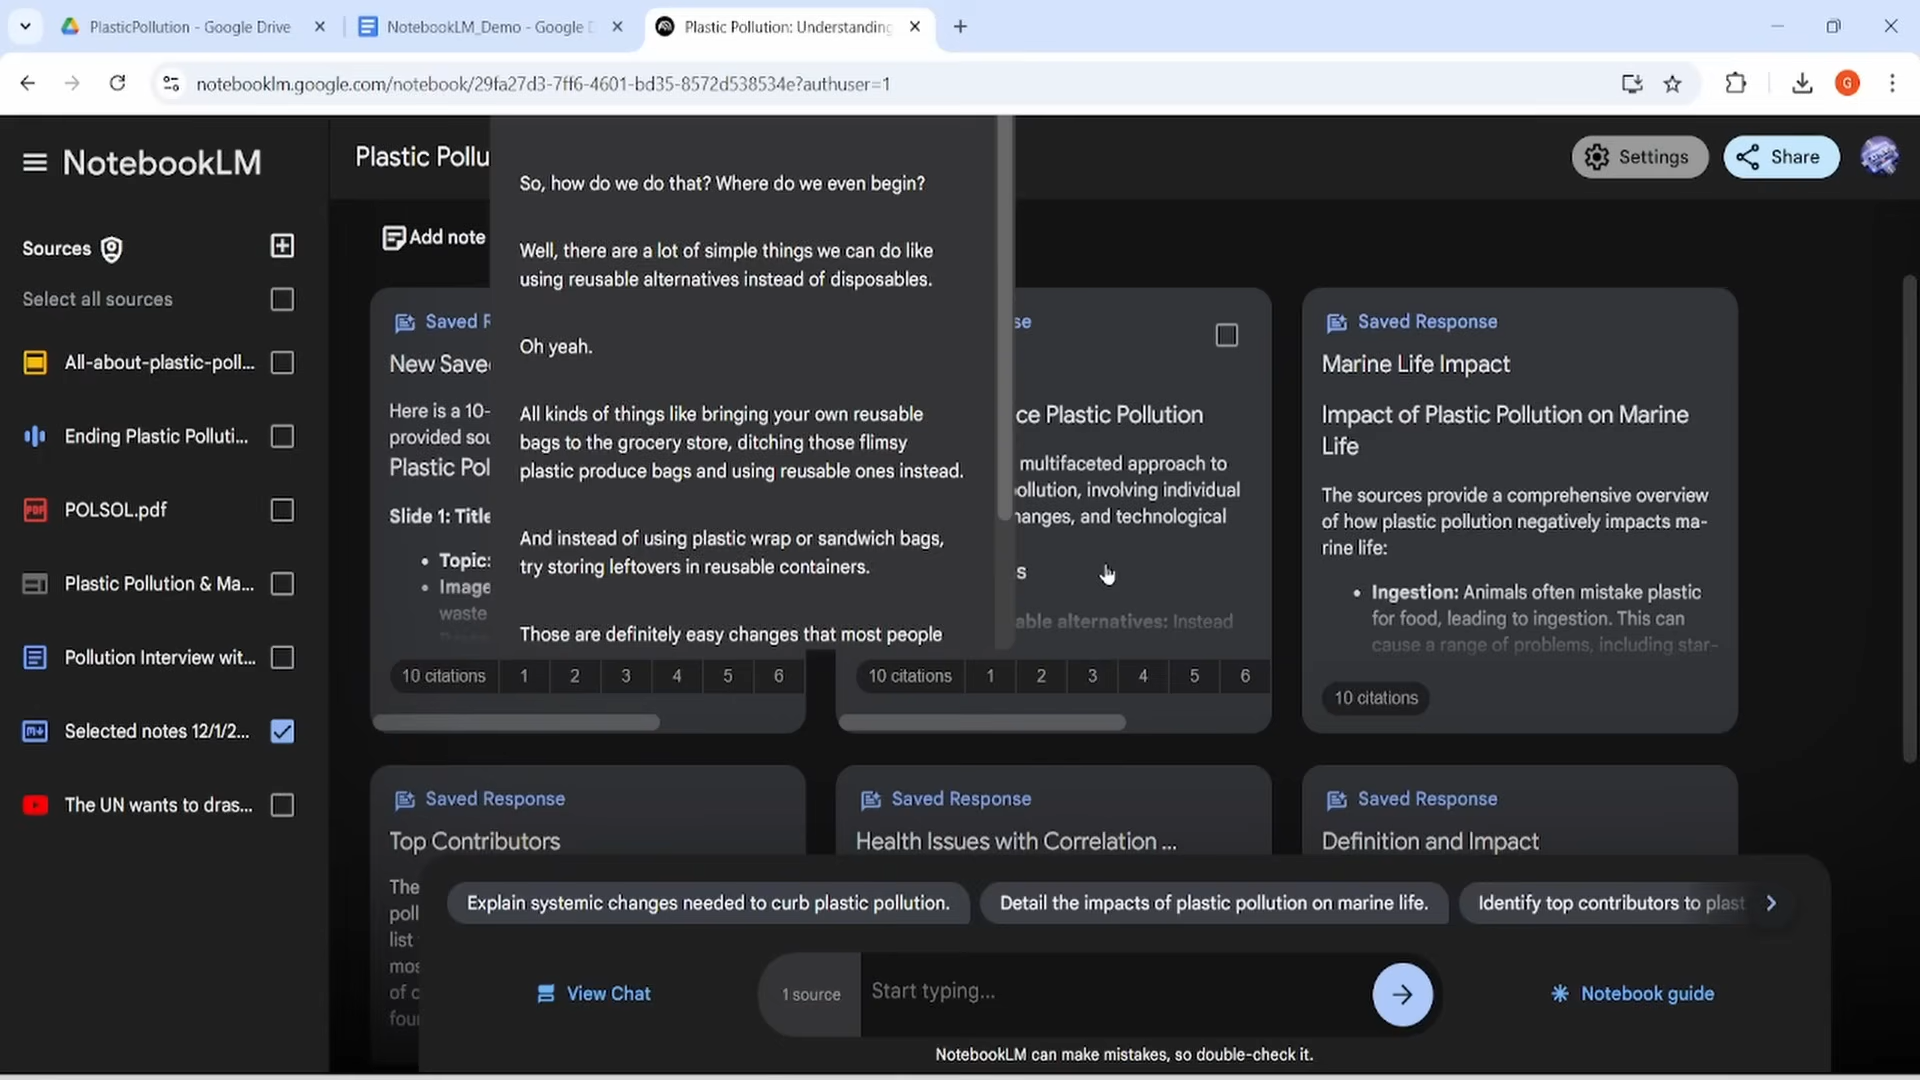 PlasticPollution - Google Drive
NotebookLM_Demo - Google D
Plastic Pollution: Understanding
notebooklm.google.com/notebook/29fa27d3-7ff6-4601-bd35-8572d538534e?authuser=1
G
NotebookLM
Plastic Pollu
Settings
Share
Sources
Select all sources
All-about-plastic-poll...
Ending Plastic Polluti...
PDF
POLSOL.pdf
Plastic Pollution & Ma...
Pollution Interview wit...
Selected notes 12/1/2...
The UN wants to dras...
Add note
So, how do we do that? Where do we even begin?
Well, there are a lot of simple things we can do like
using reusable alternatives instead of disposables.
Oh yeah.
All kinds of things like bringing your own reusable
bags to the grocery store, ditching those flimsy
plastic produce bags and using reusable ones instead.
And instead of using plastic wrap or sandwich bags,
try storing leftovers in reusable containers.
Those are definitely easy changes that most people
Saved R
New Save
Here is a 10-
provided sou
Plastic Pol
Slide 1: Title
• Topic:
• Image
waste
10 citations 1 2 3 4 5 6
se
ce Plastic Pollution
multifaceted approach to
ollution, involving individual
hanges, and technological
s
able alternatives: Instead
10 citations 1 2 3 4 5 6
Saved Response
Marine Life Impact
Impact of Plastic Pollution on Marine
Life
The sources provide a comprehensive overview
of how plastic pollution negatively impacts ma-
rine life:
• Ingestion: Animals often mistake plastic
for food, leading to ingestion. This can
cause a range of problems, including star-
10 citations
Saved Response
Top Contributors
The
poll
list
mos
of c
four
Saved Response
Health Issues with Correlation ...
Saved Response
Definition and Impact
Explain systemic changes needed to curb plastic pollution.
Detail the impacts of plastic pollution on marine life.
Identify top contributors to plast
View Chat
1 source
Start typing...
Notebook guide
NotebookLM can make mistakes, so double-check it.